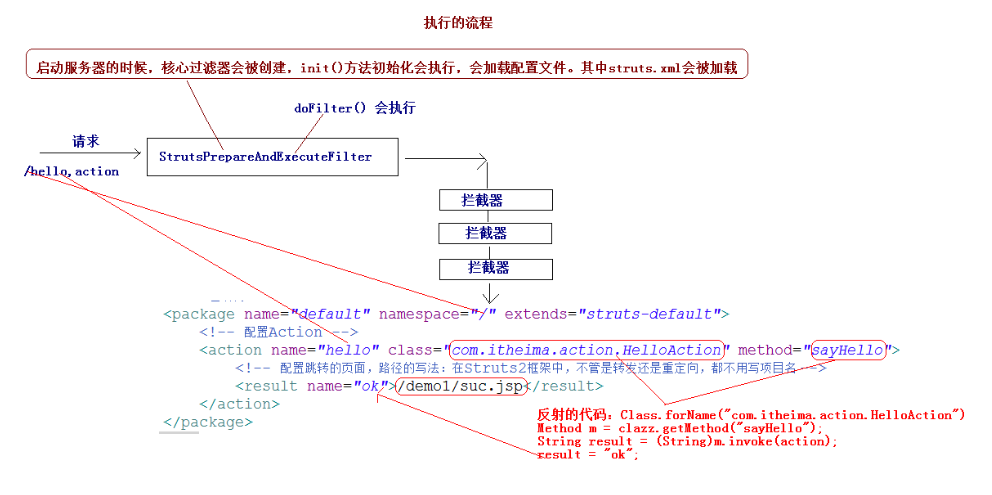 执行的流程
启动服务器的时候，核心过滤器会被创建，init()方法初始化会执行，会加载配置文件。其中struts.xml会被加载
doFilter() 会执行
请求
StrutsPrepareAndExecuteFilter
/hello,action
拦截器
拦截器
拦截器
<package name="default" namespace="/" extends="struts-default">
<!-- 配置Action -->
<action name="hello" class="com.itheima.action.HelloAction" method="sayHello">
<!-- 配置跳转的页面，路径的写法：在Struts2框架中，不管是转发还是重定向，都不用写项目名 -->
<result name="ok">/demo1/suc.jsp</result>
</action>
</package>
反射的代码：Class.forName("com.itheima.action.HelloAction")
Method m = clazz.getMethod("sayHello");
String result = (String)m.invoke(action);
result = "ok";